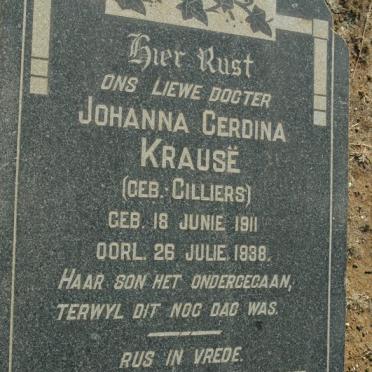 Hier Rust
ONS LIEWE DOGTER
JOHANNA GERDINA
KRAUSË
(GEB. CILLIERS)
GEB. 18 JUNIE 1911
OORL. 26 JULIE 1938.
HAAR SON HET ONDERGEGAAN,
TERWYL DIT NOG DAG WAS.
RUS IN VREDE.